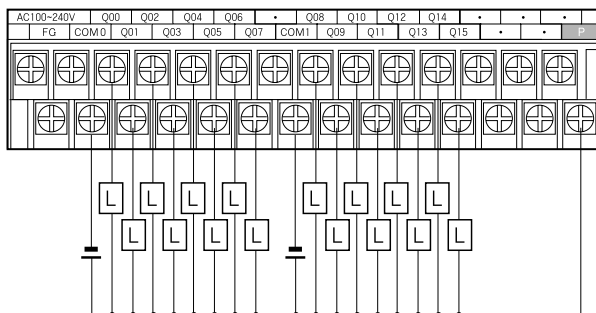 AC100~240V Q00 Q02 Q04 Q06 • Q08 Q10 Q12 Q14 • • •
FG COM0 Q01 Q03 Q05 Q07 COM1 Q09 Q11 Q13 Q15 • • P
L L L L L L L L
L L L L L L L L